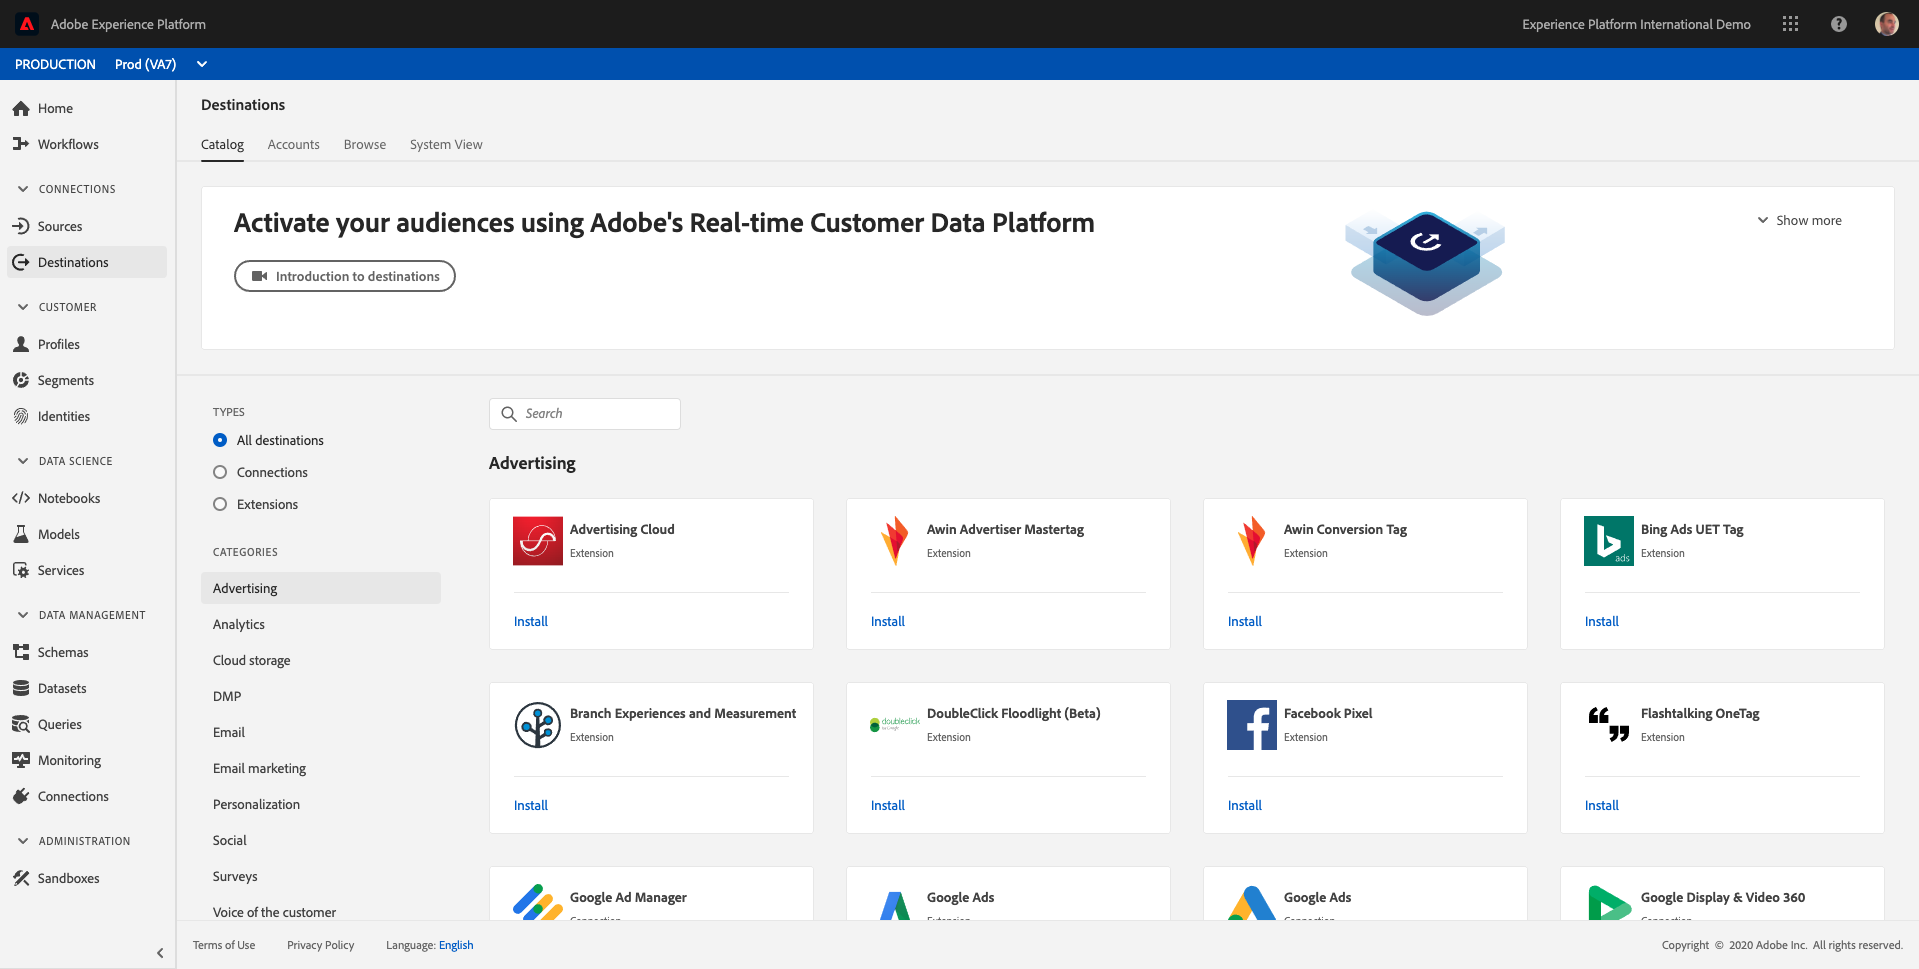 Adobe Experience Platform
Experience Platform International Demo
PRODUCTION Prod (VA7)
Home
Workflows
CONNECTIONS
Sources
Destinations
CUSTOMER
Profiles
Segments
Identities
DATA SCIENCE
Notebooks
Models
Services
DATA MANAGEMENT
Schemas
Datasets
Queries
Monitoring
Connections
ADMINISTRATION
Sandboxes
Destinations
Catalog Accounts Browse System View
Activate your audiences using Adobe's Real-time Customer Data Platform
Show more
Introduction to destinations
TYPES
All destinations
Connections
Extensions
CATEGORIES
Advertising
Analytics
Cloud storage
DMP
Email
Email marketing
Personalization
Social
Surveys
Voice of the customer
Search
Advertising
Advertising Cloud
Extension
Install
Awin Advertiser Mastertag
Extension
Install
Awin Conversion Tag
Extension
Install
ads
Bing Ads UET Tag
Extension
Install
Branch Experiences and Measurement
Extension
Install
doubleclick
DoubleClick Floodlight (Beta)
Extension
Install
Facebook Pixel
Extension
Install
Flashtalking OneTag
Extension
Install
Google Ad Manager
Connection
Google Ads
Extension
Google Ads
Connection
Google Display & Video 360
Connection
Terms of Use Privacy Policy Language: English
Copyright © 2020 Adobe Inc. All rights reserved.